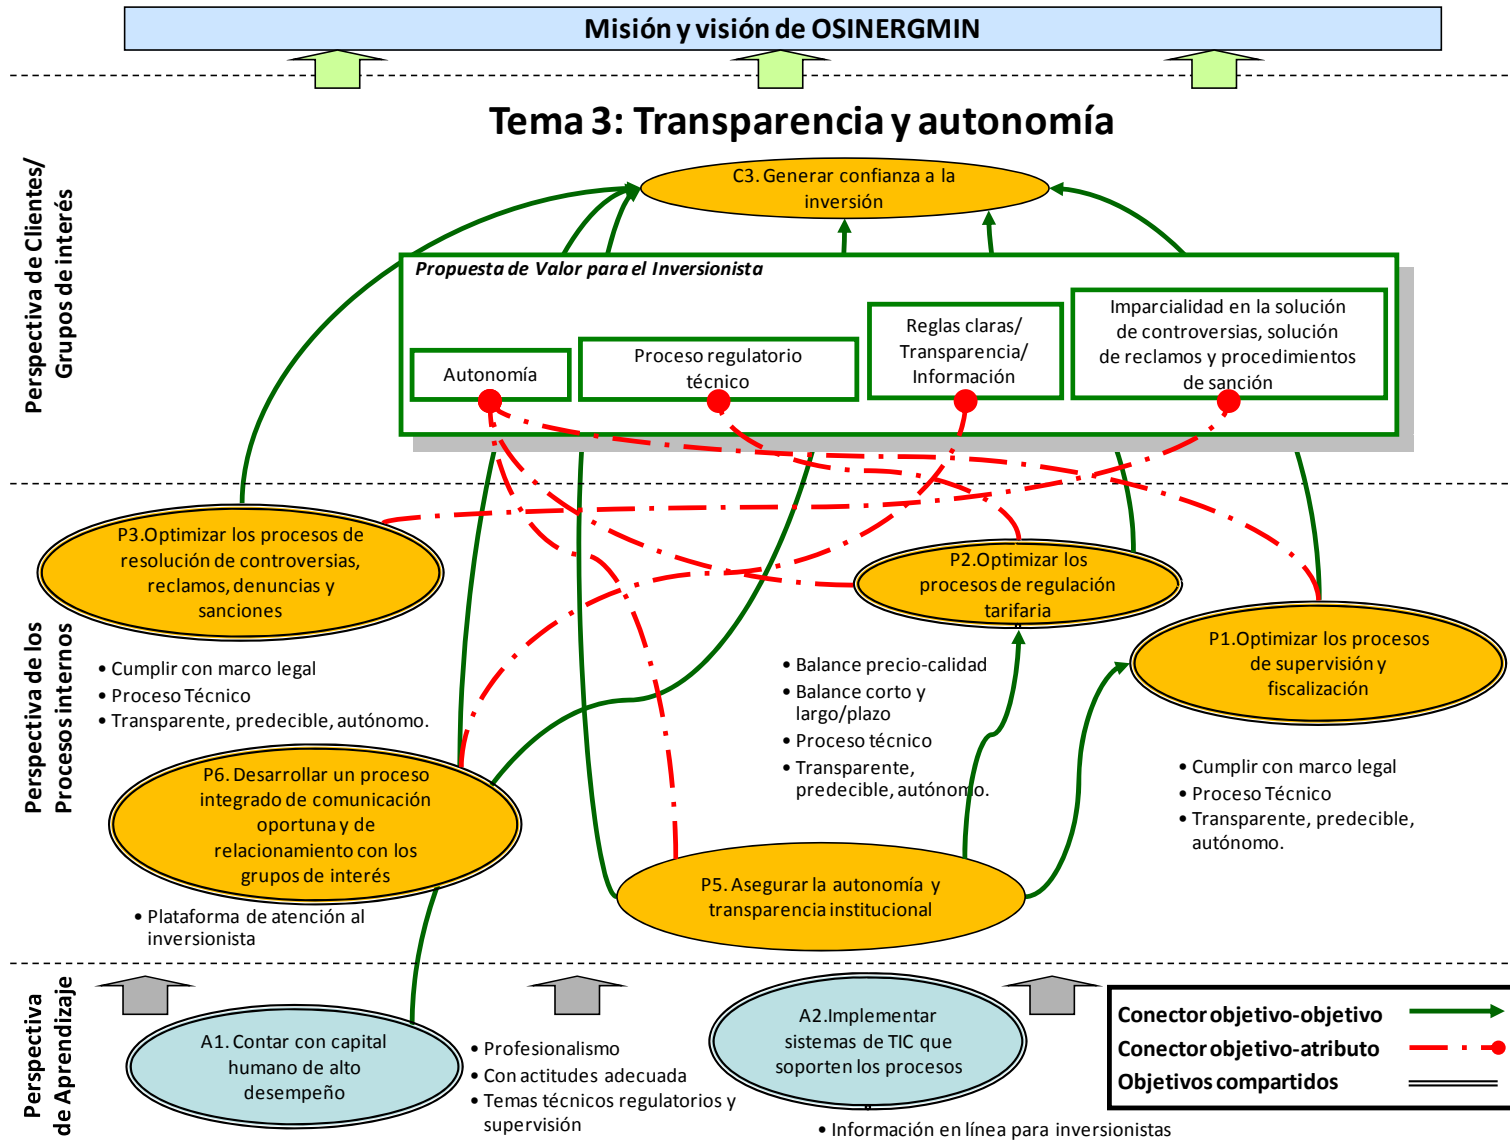 Misión y visión de OSINERGMIN
Tema 3: Transparencia y autonomía
Perspectiva de Clientes/
Grupos de interés
C3. Generar confianza a la
inversión
Propuesta de Valor para el Inversionista
Autonomía
Proceso regulatorio
técnico
Reglas claras/
Transparencia/
Información
Imparcialidad en la solución
de controversias, solución
de reclamos y procedimientos
de sanción
Perspectiva de los
Procesos internos
P3.Optimizar los procesos de
resolución de controversias,
reclamos, denuncias y
sanciones
• Cumplir con marco legal
• Proceso Técnico
• Transparente, predecible, autónomo.
P2.Optimizar los
procesos de regulación
tarifaria
• Balance precio-calidad
• Balance corto y
largo/plazo
• Proceso técnico
• Transparente,
predecible, autónomo.
P1.Optimizar los procesos
de supervisión y
fiscalización
• Cumplir con marco legal
• Proceso Técnico
• Transparente, predecible,
autónomo.
P6. Desarrollar un proceso
integrado de comunicación
oportuna y de
relacionamiento con los
grupos de interés
• Plataforma de atención al
inversionista
P5. Asegurar la autonomía y
transparencia institucional
Perspectiva
de Aprendizaje
A1. Contar con capital
humano de alto
desempeño
• Profesionalismo
• Con actitudes adecuada
• Temas técnicos regulatorios y
supervisión
A2.Implementar
sistemas de TIC que
soporten los procesos
• Información en línea para inversionistas
Conector objetivo-objetivo
Conector objetivo-atributo
Objetivos compartidos